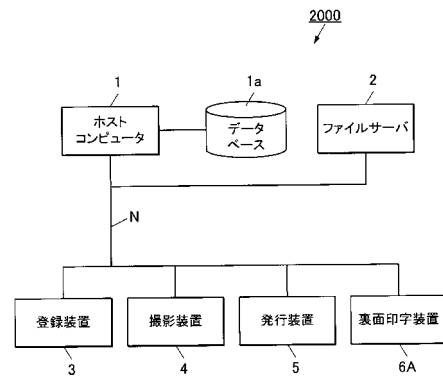 2000
1
1a
2
ホスト
コンピュータ
データ
ベース
ファイルサーバ
N
登録装置
撮影装置
発行装置
裏面印字装置
3
4
5
6A